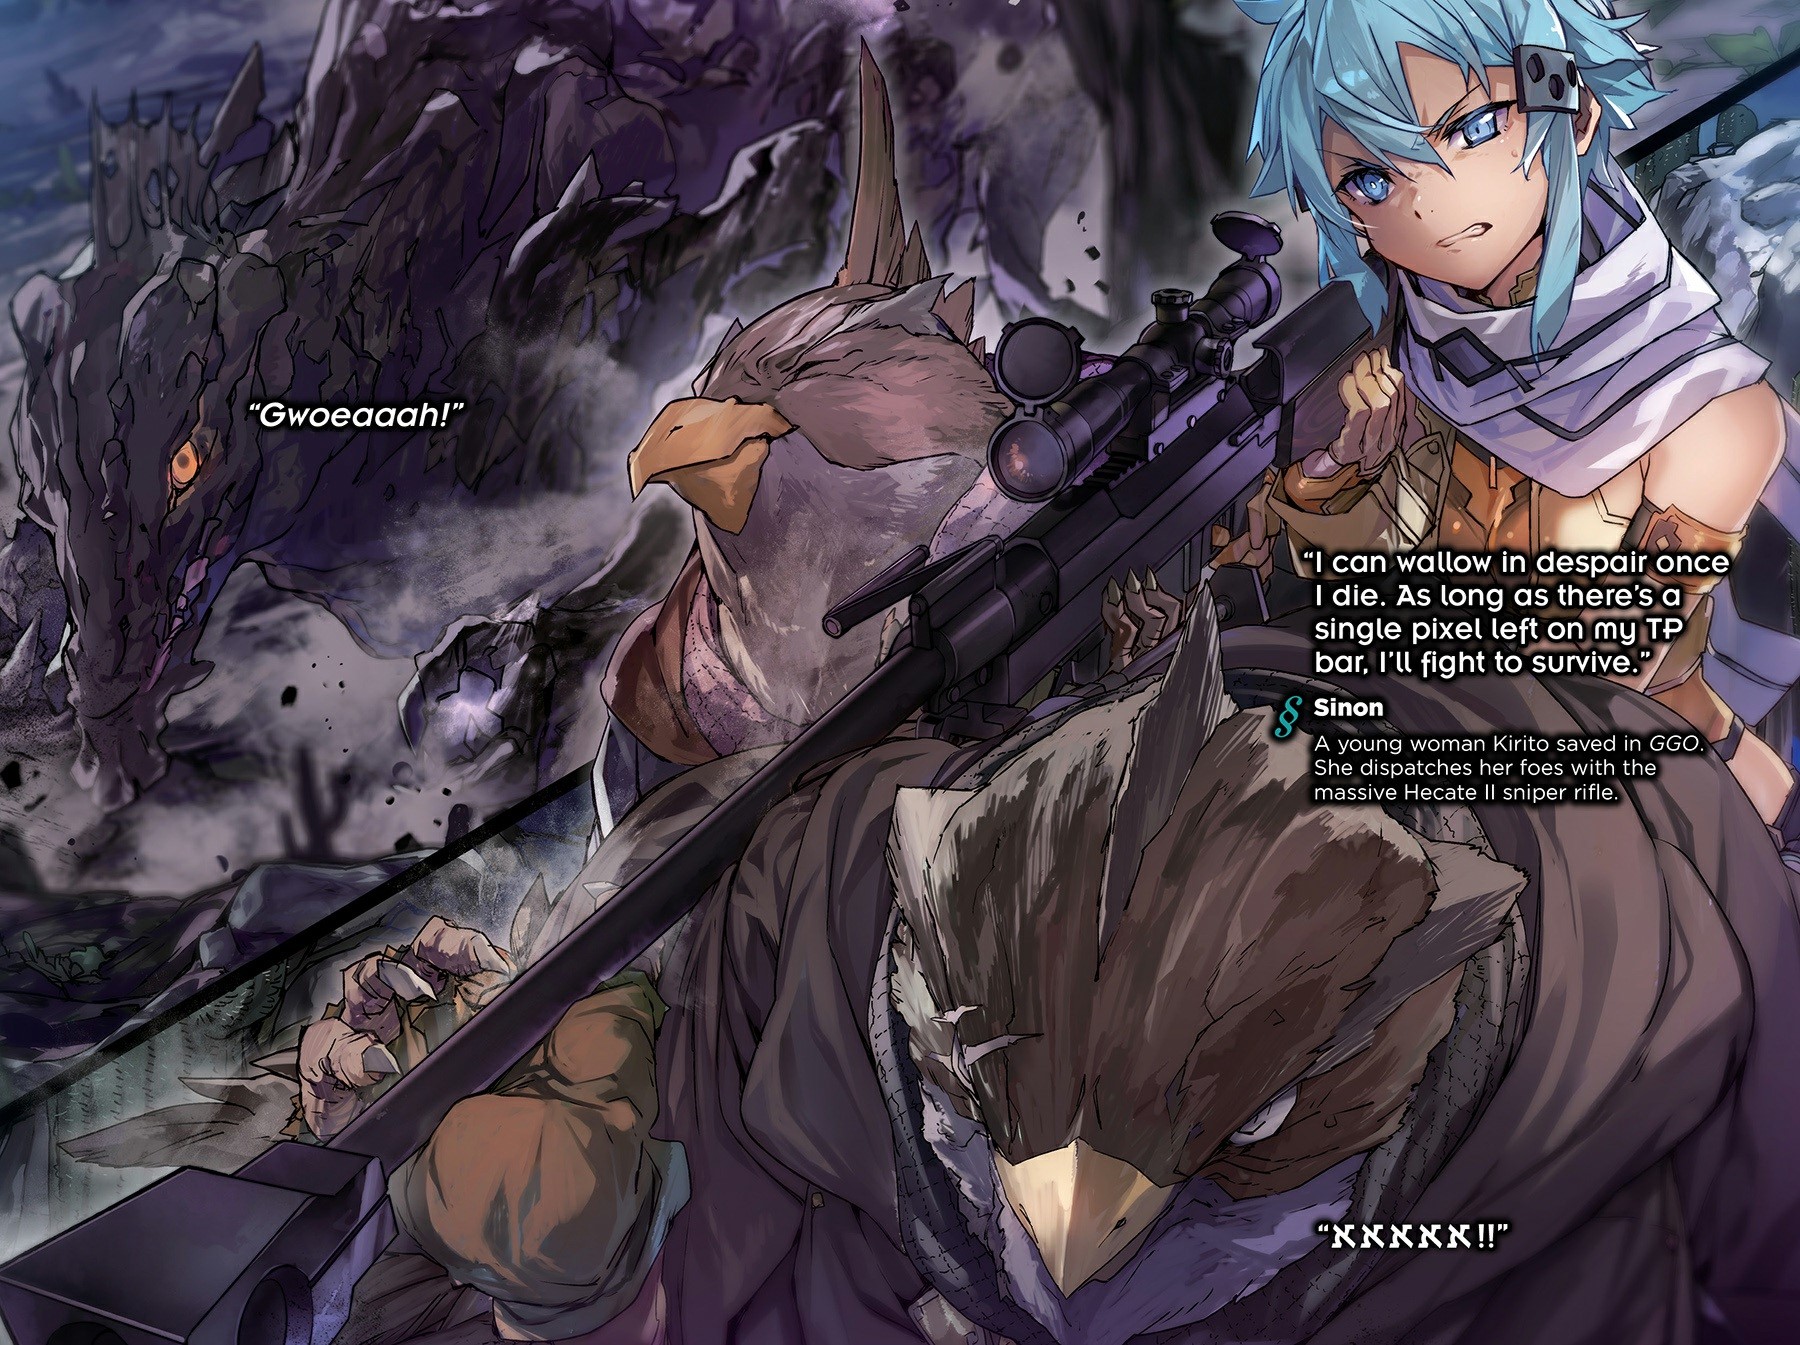 “Gwoeaaah!”
“I can wallow in despair once
I die. As long as there’s a
single pixel left on my TP
bar, I’ll fight to survive.”
§ Sinon
A young woman Kirito saved in GGO.
She dispatches her foes with the
massive Hecate II sniper rifle.
“ℵℵℵℵℵ!!”